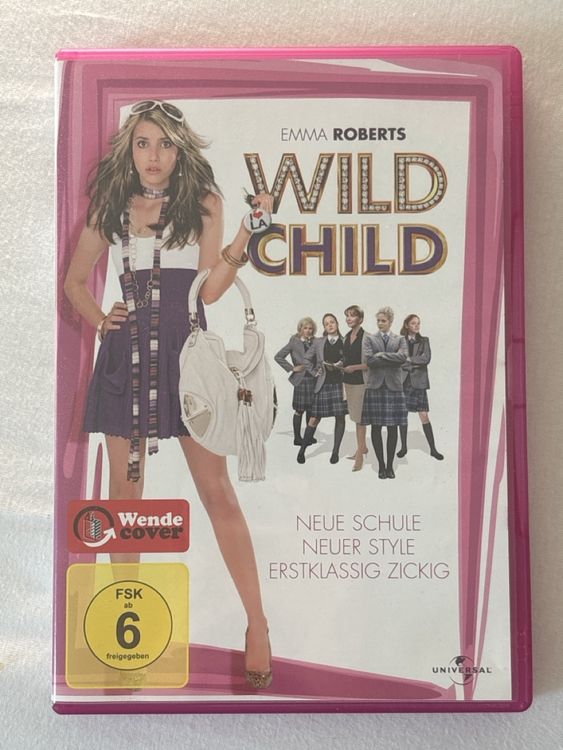 EMMA ROBERTS
WILD
CHILD
I ♥ LA
NEUE SCHULE
NEUER STYLE
ERSTKLASSIG ZICKIG
Wende
cover
FSK
ab
6
freigegeben
UNIVERSAL